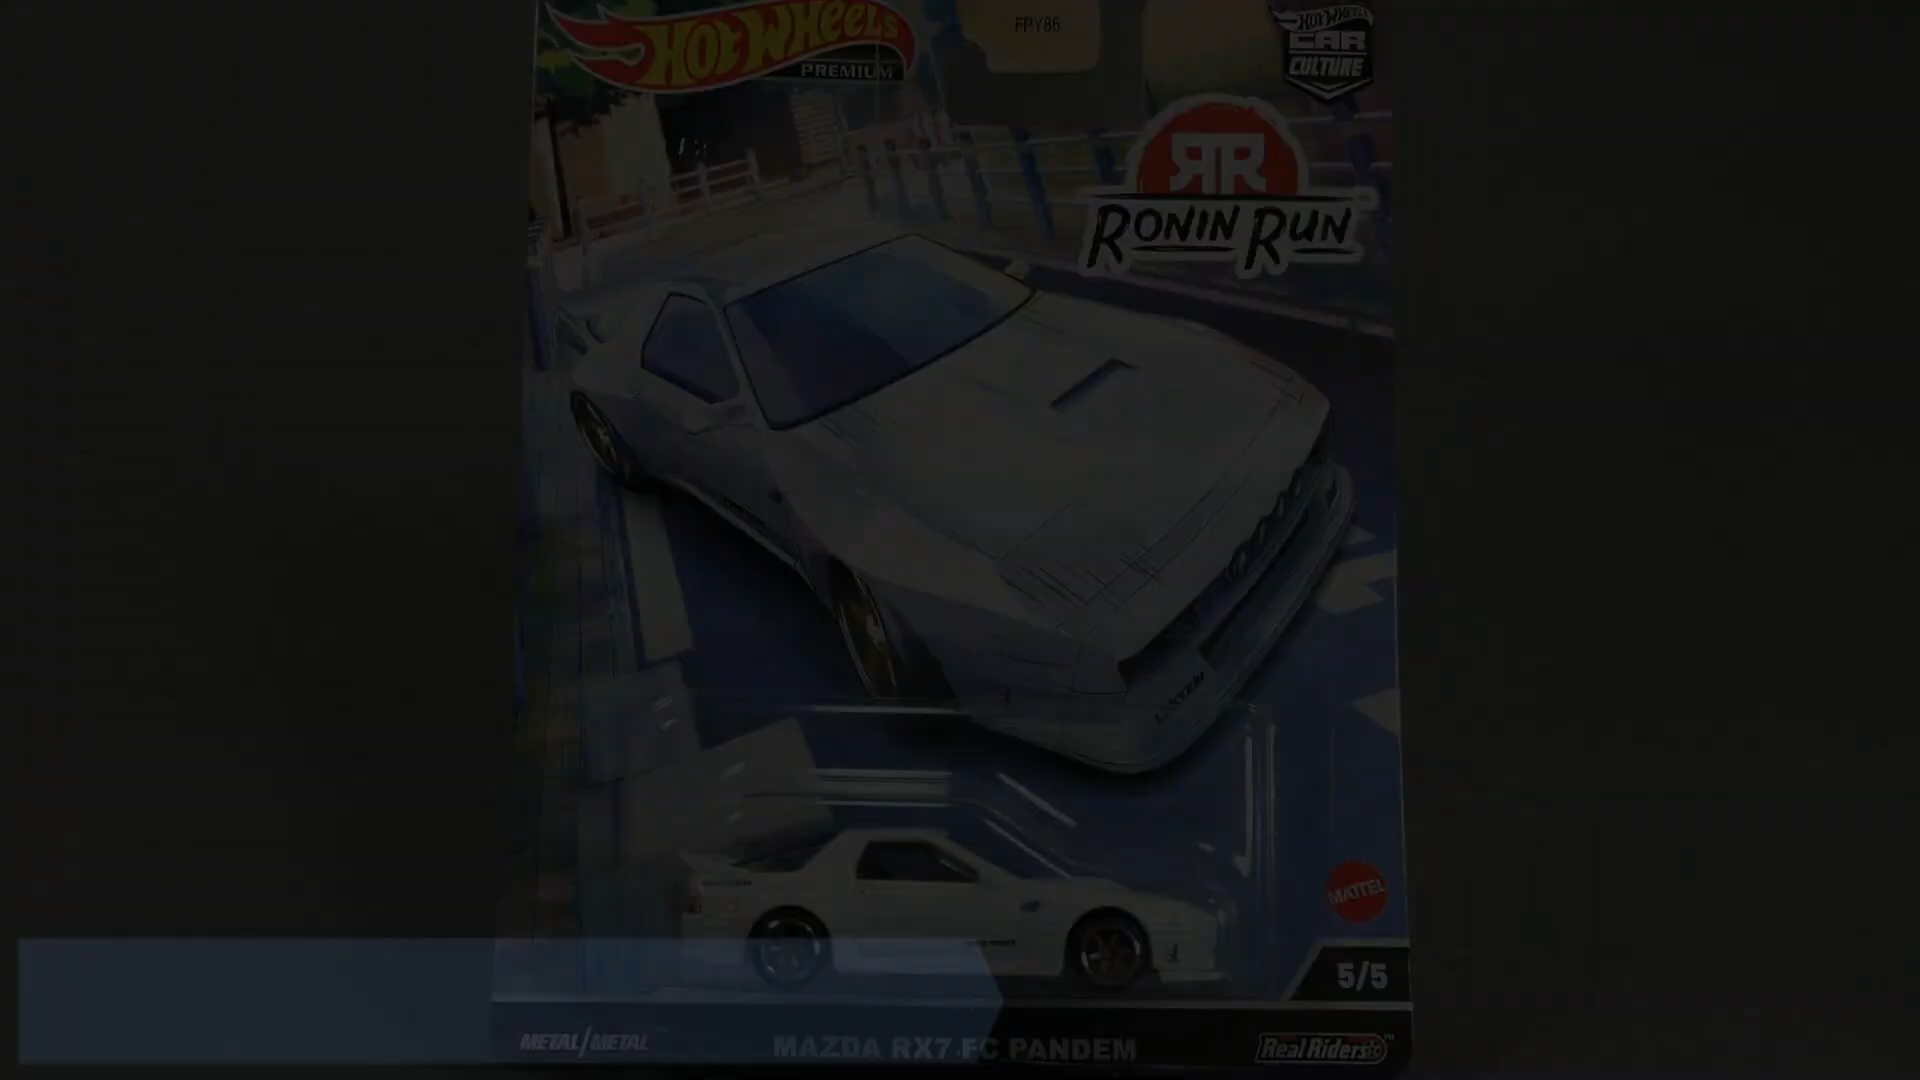 HOT WHEELS
PREMIUM
FPY86
HOT WHEELS
CAR
CULTURE
RR
RONIN RUN
MATTEL
5/5
METAL/METAL
MAZDA RX7 FC PANDEM
Real Riders™